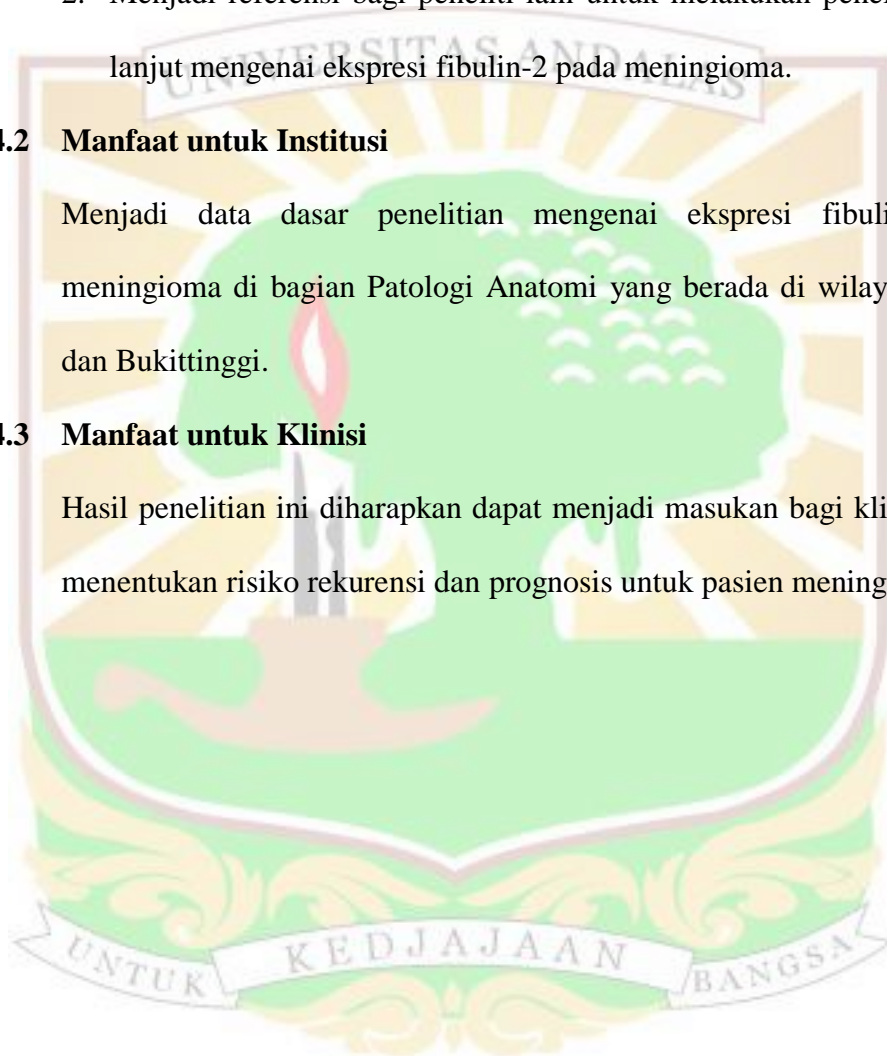 2. Menjadi referensi bagi peneliti lain untuk melakukan penel
lanjut mengenai ekspresi fibulin-2 pada meningioma.
4.2 Manfaat untuk Institusi
Menjadi data dasar penelitian mengenai ekspresi fibuli
meningioma di bagian Patologi Anatomi yang berada di wilay
dan Bukittinggi.
4.3 Manfaat untuk Klinisi
Hasil penelitian ini diharapkan dapat menjadi masukan bagi kli
menentukan risiko rekurensi dan prognosis untuk pasien mening
UNIVERSITAS ANDALAS
UNTUK KEDJAJAAN BANGSA